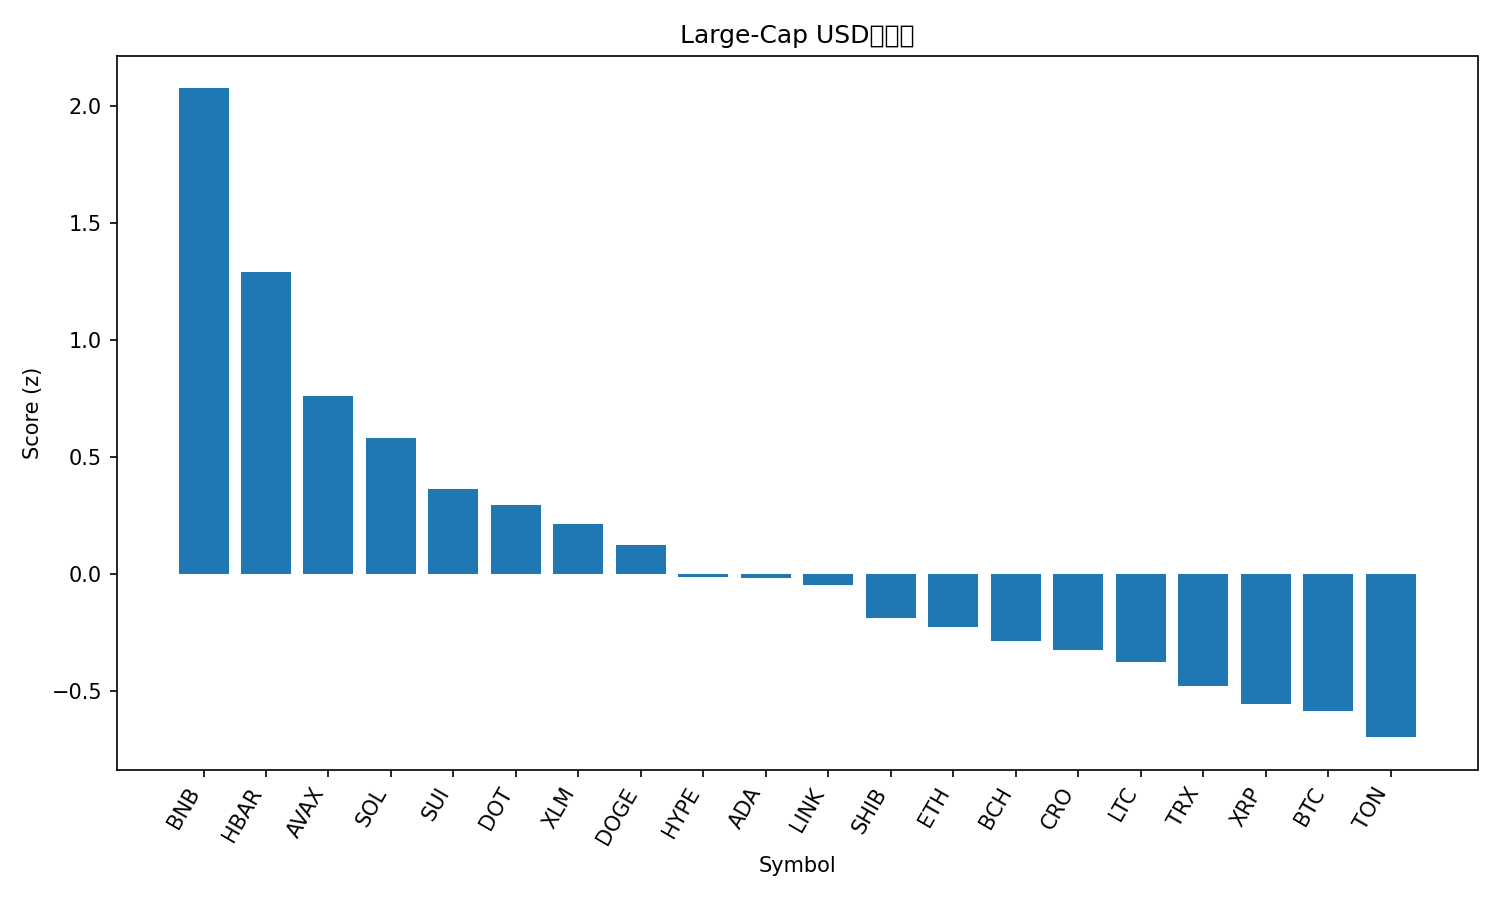 Large-Cap USD
2.0
1.5
1.0
0.5
0.0
−0.5
Score (z)
BNB
HBAR
AVAX
SOL
SUI
DOT
XLM
DOGE
HYPE
ADA
LINK
SHIB
ETH
BCH
CRO
LTC
TRX
XRP
BTC
TON
Symbol